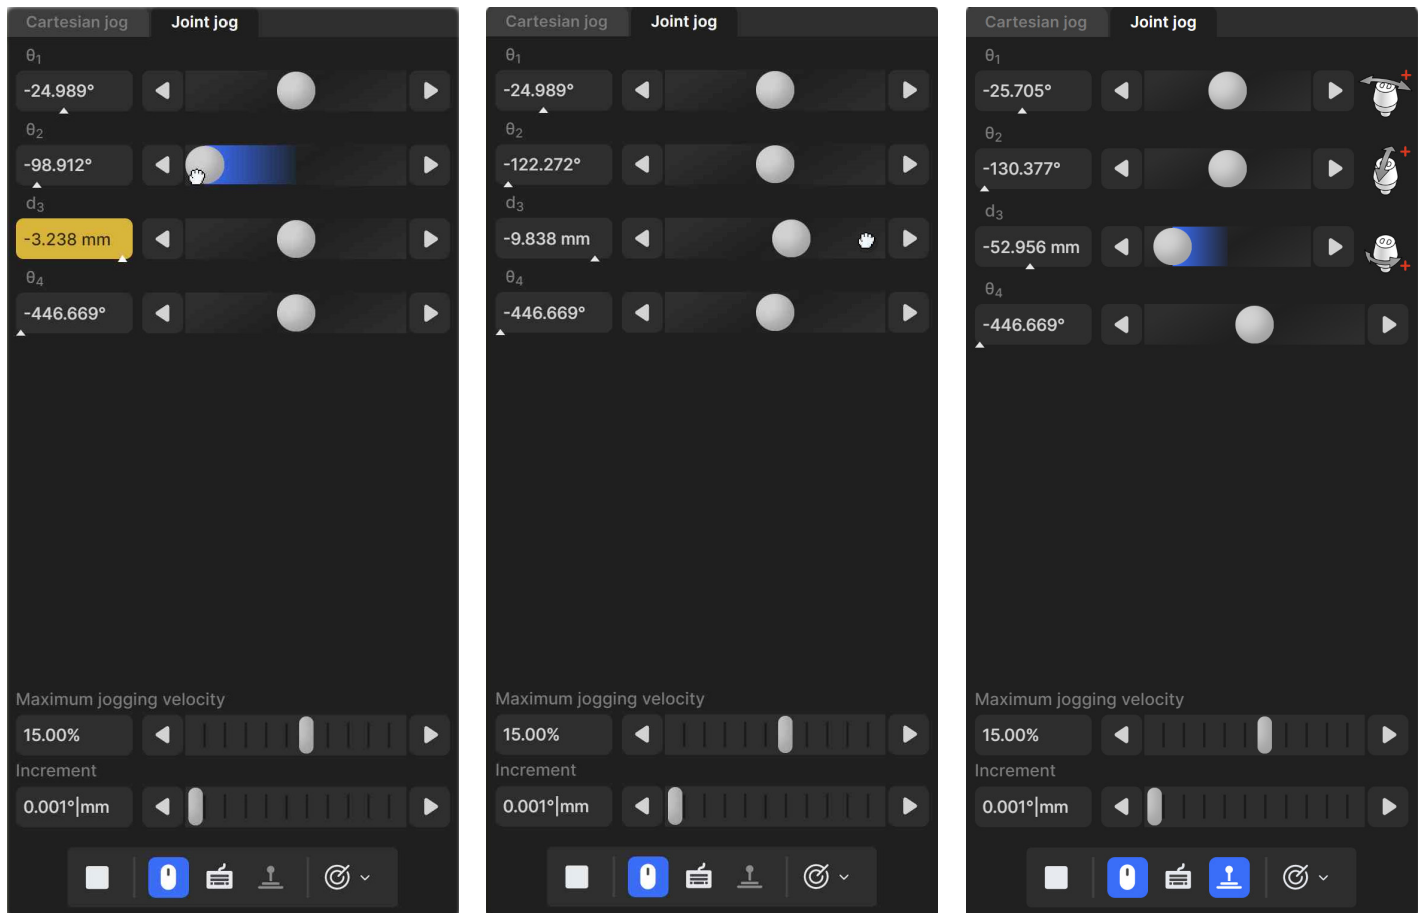 Cartesian jog Joint jog
θ1
-24.989°
θ2
-98.912°
d3
-3.238 mm
θ4
-446.669°
Maximum jogging velocity
15.00%
Increment
0.001°|mm
Cartesian jog Joint jog
θ1
-24.989°
θ2
-122.272°
d3
-9.838 mm
θ4
-446.669°
Maximum jogging velocity
15.00%
Increment
0.001°|mm
Cartesian jog Joint jog
θ1
-25.705°
θ2
-130.377°
d3
-52.956 mm
θ4
-446.669°
Maximum jogging velocity
15.00%
Increment
0.001°|mm